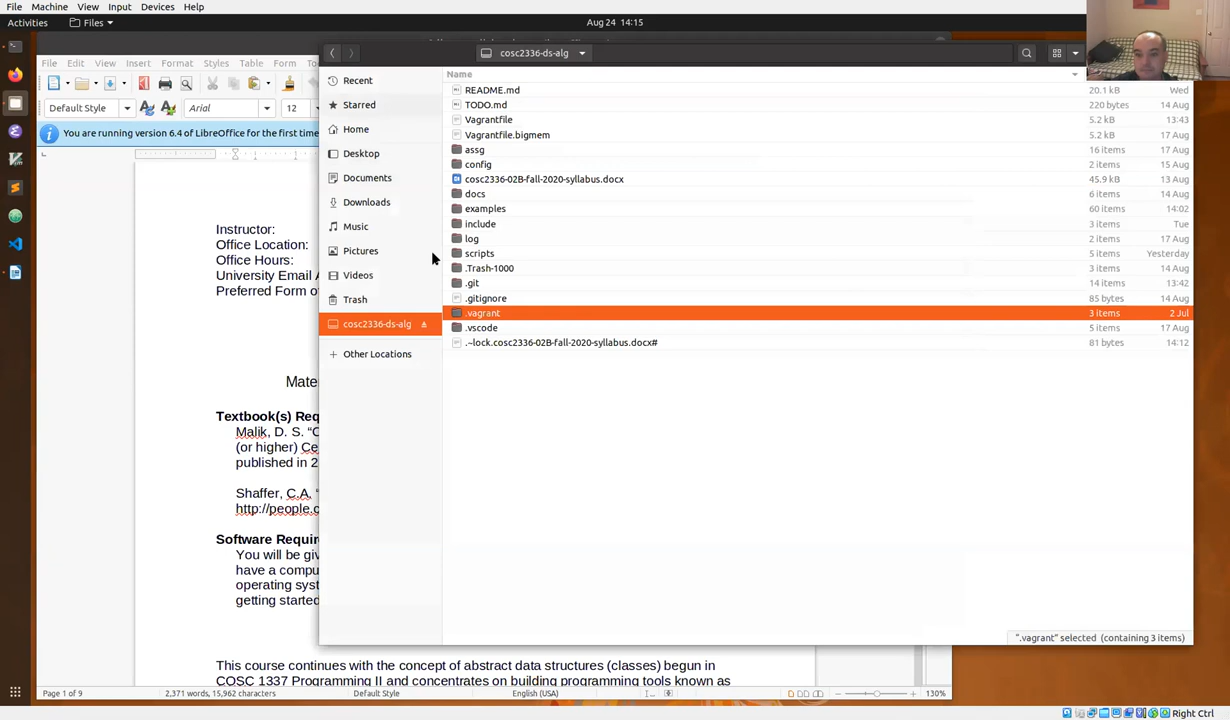 File Machine View Input Devices Help
Activities Files Aug 24 14:15
File Edit View Insert Format Styles Table Form
Default Style Arial 12
You are running version 6.4 of LibreOffice for the first time
Instructor:
Office Location:
Office Hours:
University Email A
Preferred Form o
Mate
Textbook(s) Req
Malik, D. S. “C
(or higher) Ce
published in 2
Shaffer, C.A. “
http://people.c
Software Requir
You will be giv
have a compu
operating syst
getting started
This course continues with the concept of abstract data structures (classes) begun in
COSC 1337 Programming II and concentrates on building programming tools known as
Page 1 of 9 2,371 words, 15,962 characters Default Style English (USA) 130%
cosc2336-ds-alg
Recent
Starred
Home
Desktop
Documents
Downloads
Music
Pictures
Videos
Trash
cosc2336-ds-alg
+ Other Locations
Name
README.md 20.1 kB Wed
TODO.md 220 bytes 14 Aug
Vagrantfile 5.2 kB 13:43
Vagrantfile.bigmem 5.2 kB 17 Aug
assg 16 items 17 Aug
config 2 items 15 Aug
cosc2336-02B-fall-2020-syllabus.docx 45.9 kB 13 Aug
docs 6 items 14 Aug
examples 60 items 14:02
include 3 items Tue
log 2 items 17 Aug
scripts 5 items Yesterday
.Trash-1000 3 items 14 Aug
.git 14 items 13:42
.gitignore 85 bytes 14 Aug
.vagrant 3 items 2 Jul
.vscode 5 items 17 Aug
.~lock.cosc2336-02B-fall-2020-syllabus.docx# 81 bytes 14:12
".vagrant" selected (containing 3 items)
Right Ctrl